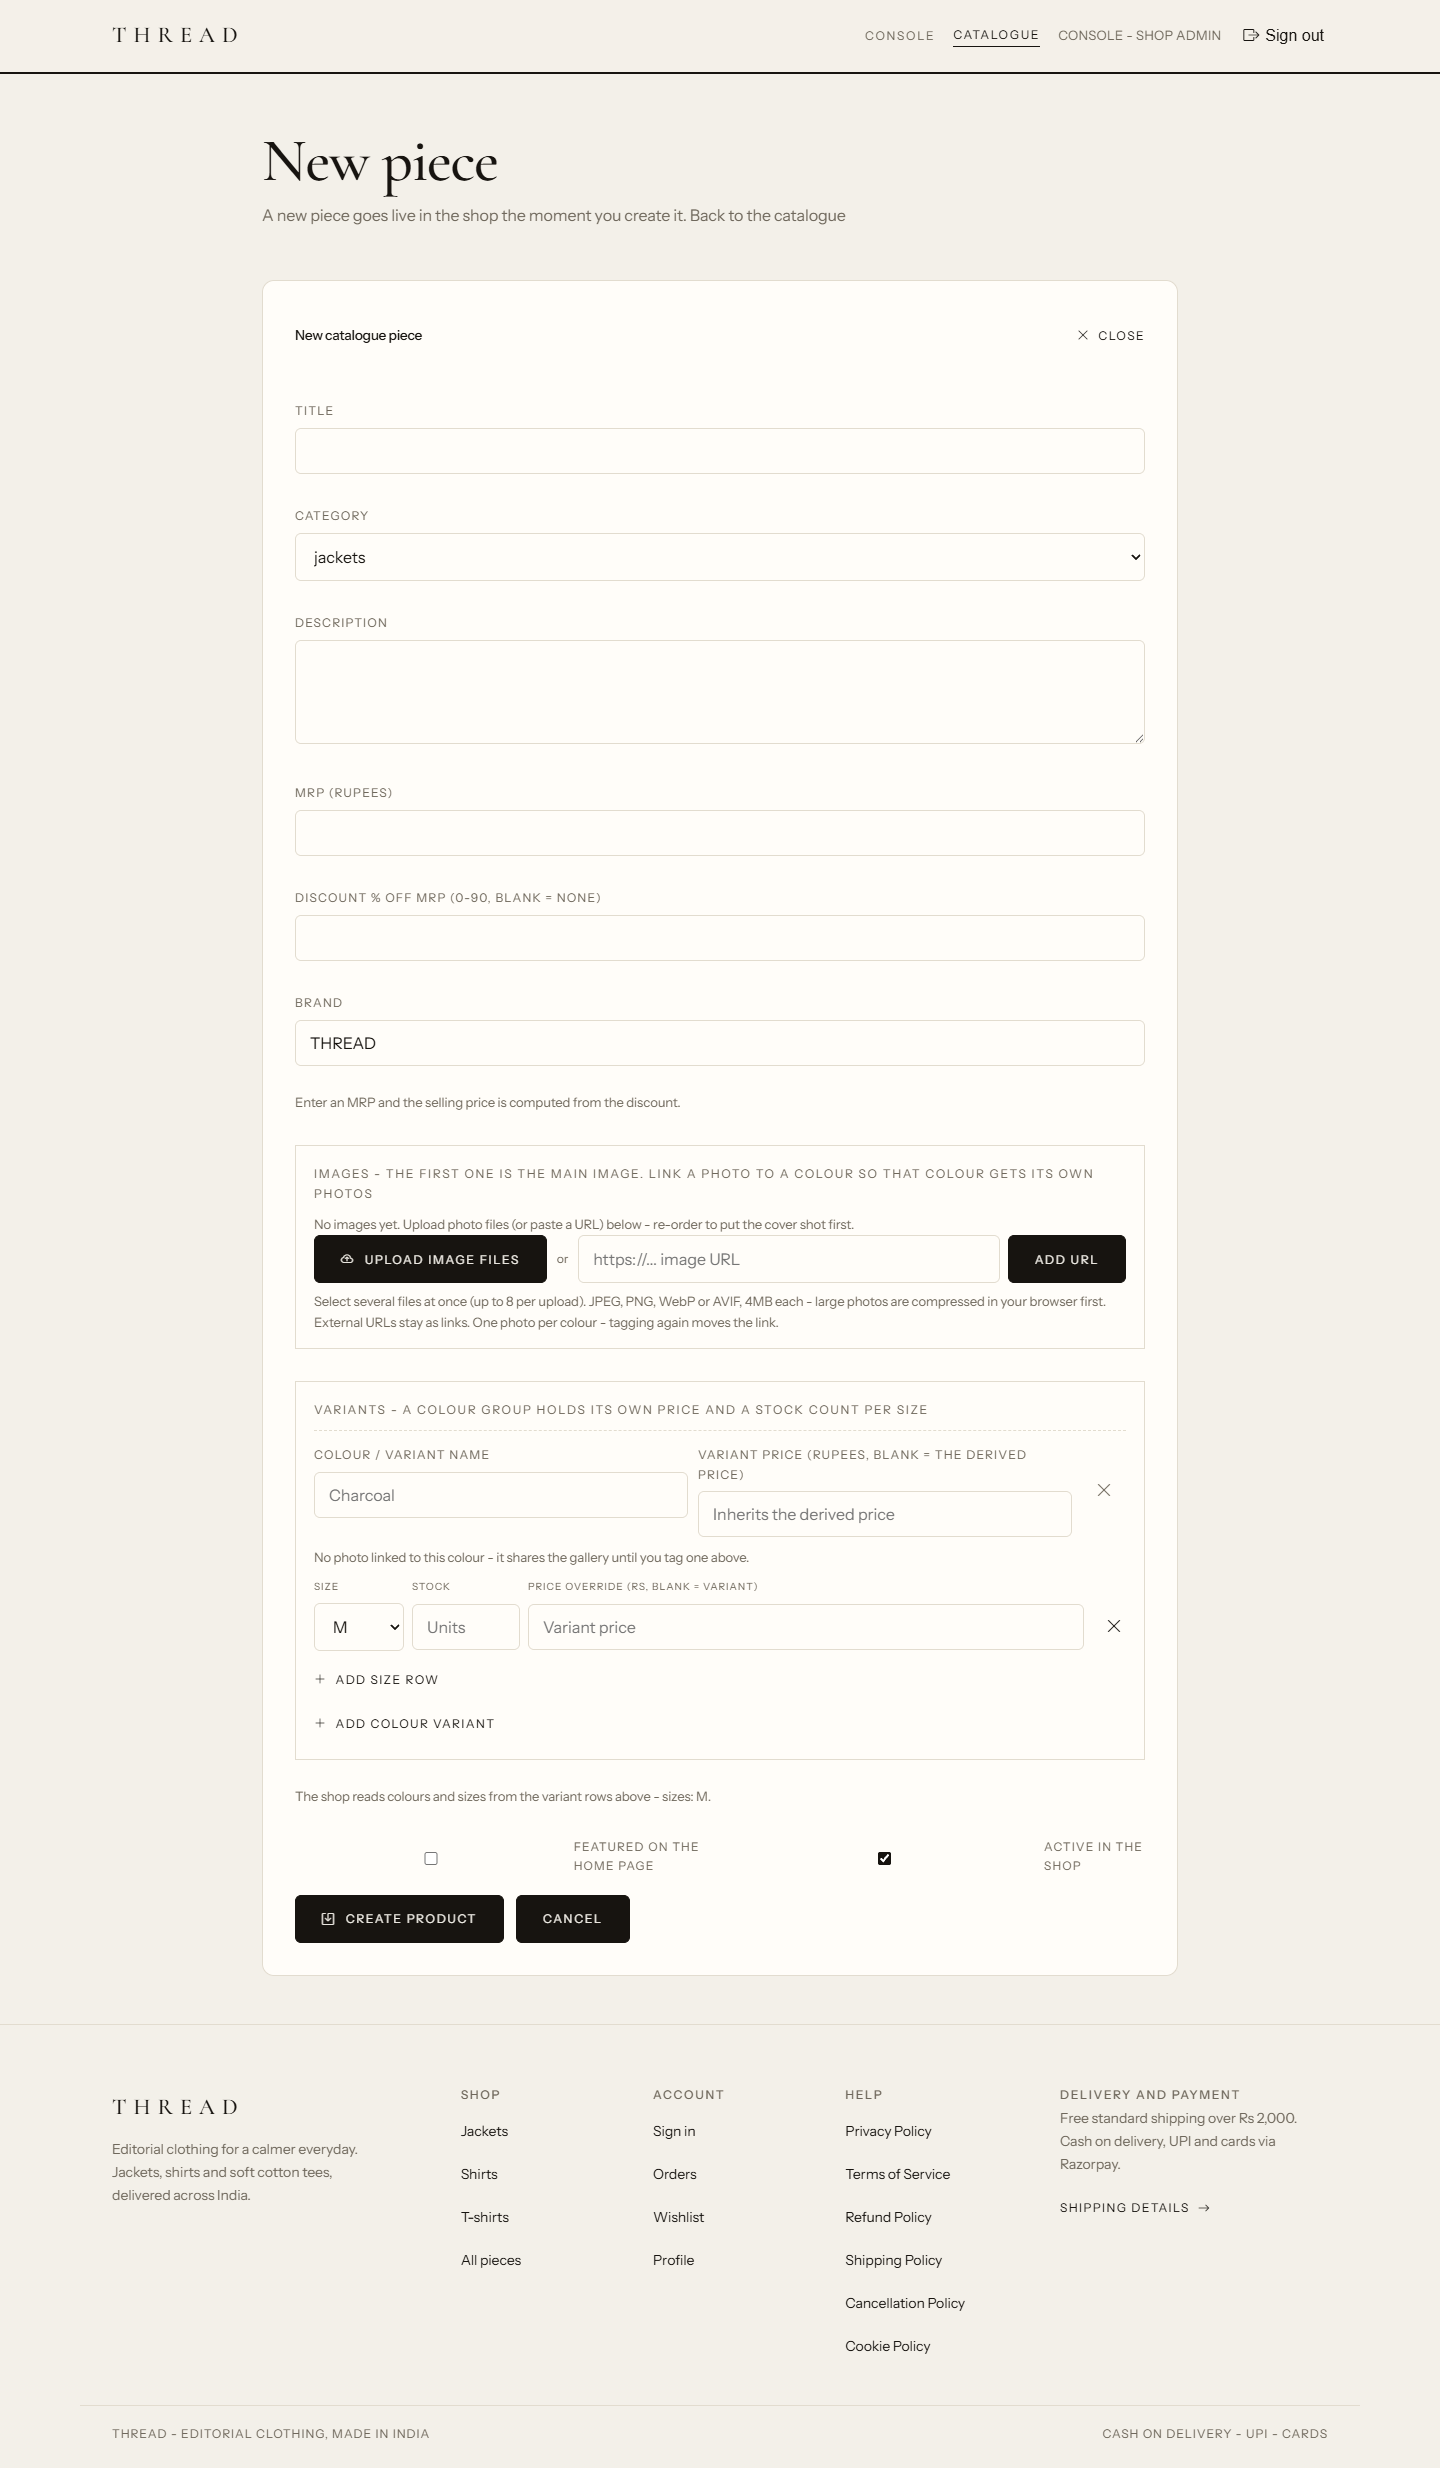 THREAD
CONSOLE
CATALOGUE
CONSOLE - SHOP ADMIN
Sign out
New piece
A new piece goes live in the shop the moment you create it. Back to the catalogue
New catalogue piece
CLOSE
TITLE
CATEGORY
jackets
DESCRIPTION
MRP (RUPEES)
DISCOUNT % OFF MRP (0-90, BLANK = NONE)
BRAND
THREAD
Enter an MRP and the selling price is computed from the discount.
IMAGES - THE FIRST ONE IS THE MAIN IMAGE. LINK A PHOTO TO A COLOUR SO THAT COLOUR GETS ITS OWN
PHOTOS
No images yet. Upload photo files (or paste a URL) below - re-order to put the cover shot first.
UPLOAD IMAGE FILES
or
https://... image URL
ADD URL
Select several files at once (up to 8 per upload). JPEG, PNG, WebP or AVIF, 4MB each - large photos are compressed in your browser first.
External URLs stay as links. One photo per colour - tagging again moves the link.
VARIANTS - A COLOUR GROUP HOLDS ITS OWN PRICE AND A STOCK COUNT PER SIZE
COLOUR / VARIANT NAME
Charcoal
VARIANT PRICE (RUPEES, BLANK = THE DERIVED
PRICE)
Inherits the derived price
No photo linked to this colour - it shares the gallery until you tag one above.
SIZE
STOCK
PRICE OVERRIDE (RS, BLANK = VARIANT)
M
Units
Variant price
+ ADD SIZE ROW
+ ADD COLOUR VARIANT
The shop reads colours and sizes from the variant rows above - sizes: M.
FEATURED ON THE
HOME PAGE
ACTIVE IN THE
SHOP
CREATE PRODUCT
CANCEL
THREAD
Editorial clothing for a calmer everyday.
Jackets, shirts and soft cotton tees,
delivered across India.
SHOP
Jackets
Shirts
T-shirts
All pieces
ACCOUNT
Sign in
Orders
Wishlist
Profile
HELP
Privacy Policy
Terms of Service
Refund Policy
Shipping Policy
Cancellation Policy
Cookie Policy
DELIVERY AND PAYMENT
Free standard shipping over Rs 2,000.
Cash on delivery, UPI and cards via
Razorpay.
SHIPPING DETAILS →
THREAD - EDITORIAL CLOTHING, MADE IN INDIA
CASH ON DELIVERY - UPI - CARDS